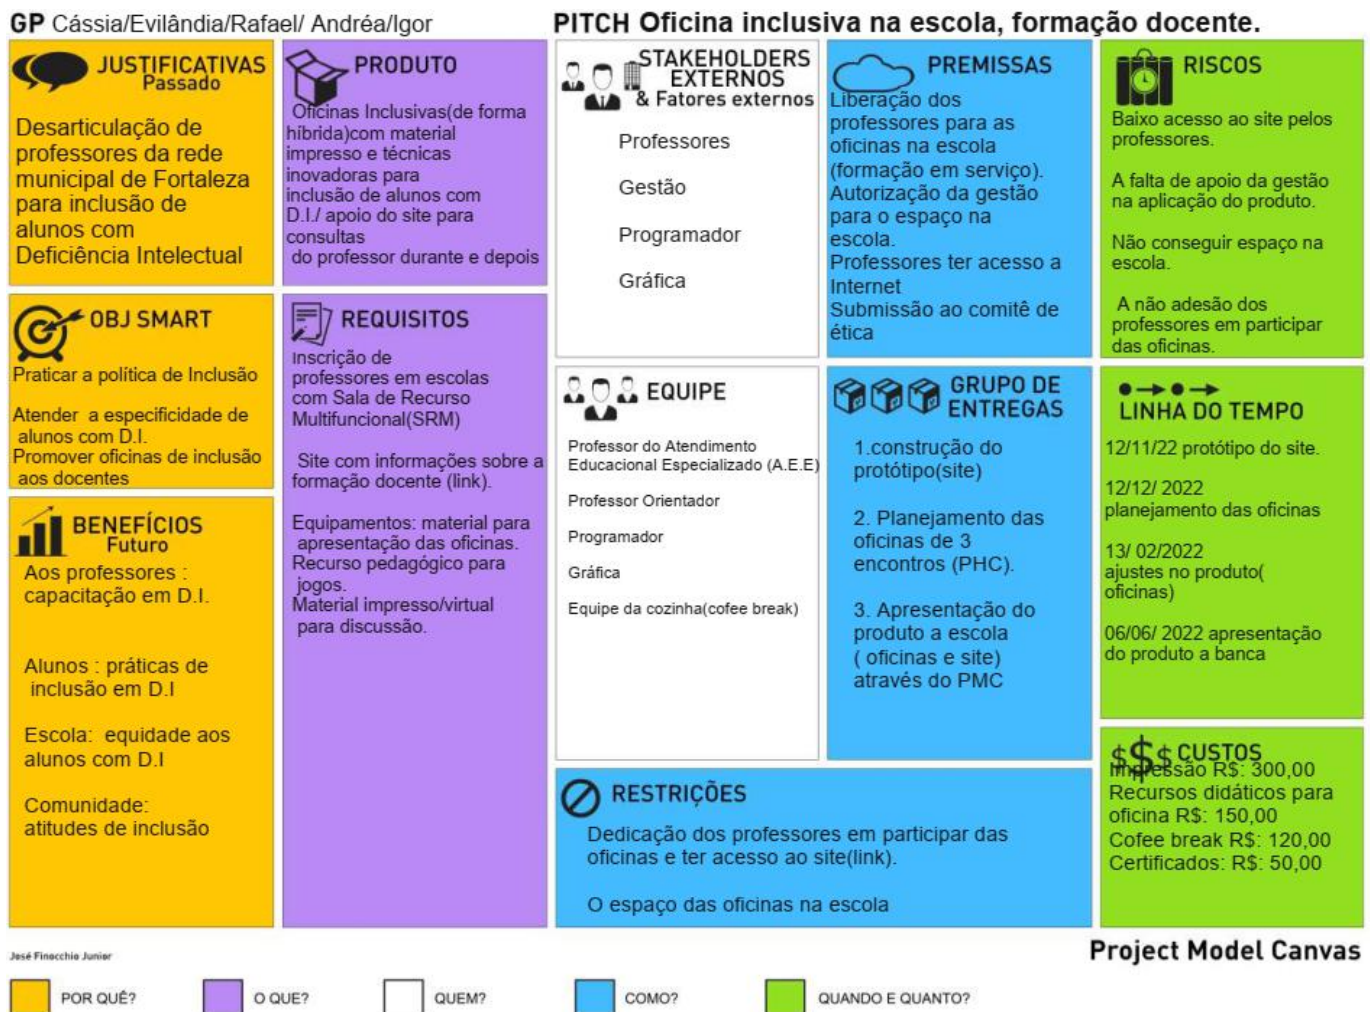 GP Cássia/Evilândia/Rafael/ Andréa/Igor
PITCH Oficina inclusiva na escola, formação docente.
JUSTIFICATIVAS
Passado
Desarticulação de
professores da rede
municipal de Fortaleza
para inclusão de
alunos com
Deficiência Intelectual
OBJ SMART
Praticar a política de Inclusão
Atender a especificidade de
alunos com D.I.
Promover oficinas de inclusão
aos docentes
BENEFÍCIOS
Futuro
Aos professores :
capacitação em D.I.
Alunos : práticas de
inclusão em D.I
Escola: equidade aos
alunos com D.I
Comunidade:
atitudes de inclusão
PRODUTO
Oficinas Inclusivas(de forma
híbrida)com material
impresso e técnicas
inovadoras para
inclusão de alunos com
D.I./ apoio do site para
consultas
do professor durante e depois
REQUISITOS
Inscrição de
professores em escolas
com Sala de Recurso
Multifuncional(SRM)
Site com informações sobre a
formação docente (link).
Equipamentos: material para
apresentação das oficinas.
Recurso pedagógico para
jogos.
Material impresso/virtual
para discussão.
STAKEHOLDERS
EXTERNOS
& Fatores externos
Professores
Gestão
Programador
Gráfica
EQUIPE
Professor do Atendimento
Educacional Especializado (A.E.E)
Professor Orientador
Programador
Gráfica
Equipe da cozinha(cofee break)
PREMISSAS
Liberação dos
professores para as
oficinas na escola
(formação em serviço).
Autorização da gestão
para o espaço na
escola.
Professores ter acesso a
Internet
Submissão ao comitê de
ética
GRUPO DE
ENTREGAS
1.construção do
protótipo(site)
2. Planejamento das
oficinas de 3
encontros (PHC).
3. Apresentação do
produto a escola
( oficinas e site)
através do PMC
RESTRIÇÕES
Dedicação dos professores em participar das
oficinas e ter acesso ao site(link).
O espaço das oficinas na escola
RISCOS
Baixo acesso ao site pelos
professores.
A falta de apoio da gestão
na aplicação do produto.
Não conseguir espaço na
escola.
A não adesão dos
professores em participar
das oficinas.
LINHA DO TEMPO
12/11/22 protótipo do site.
12/12/ 2022
planejamento das oficinas
13/ 02/2022
ajustes no produto(
oficinas)
06/06/ 2022 apresentação
do produto a banca
$$$ CUSTOS
Impressão R$: 300,00
Recursos didáticos para
oficina R$: 150,00
Cofee break R$: 120,00
Certificados: R$: 50,00
José Finocchio Junior
Project Model Canvas
POR QUÊ?
O QUE?
QUEM?
COMO?
QUANDO E QUANTO?